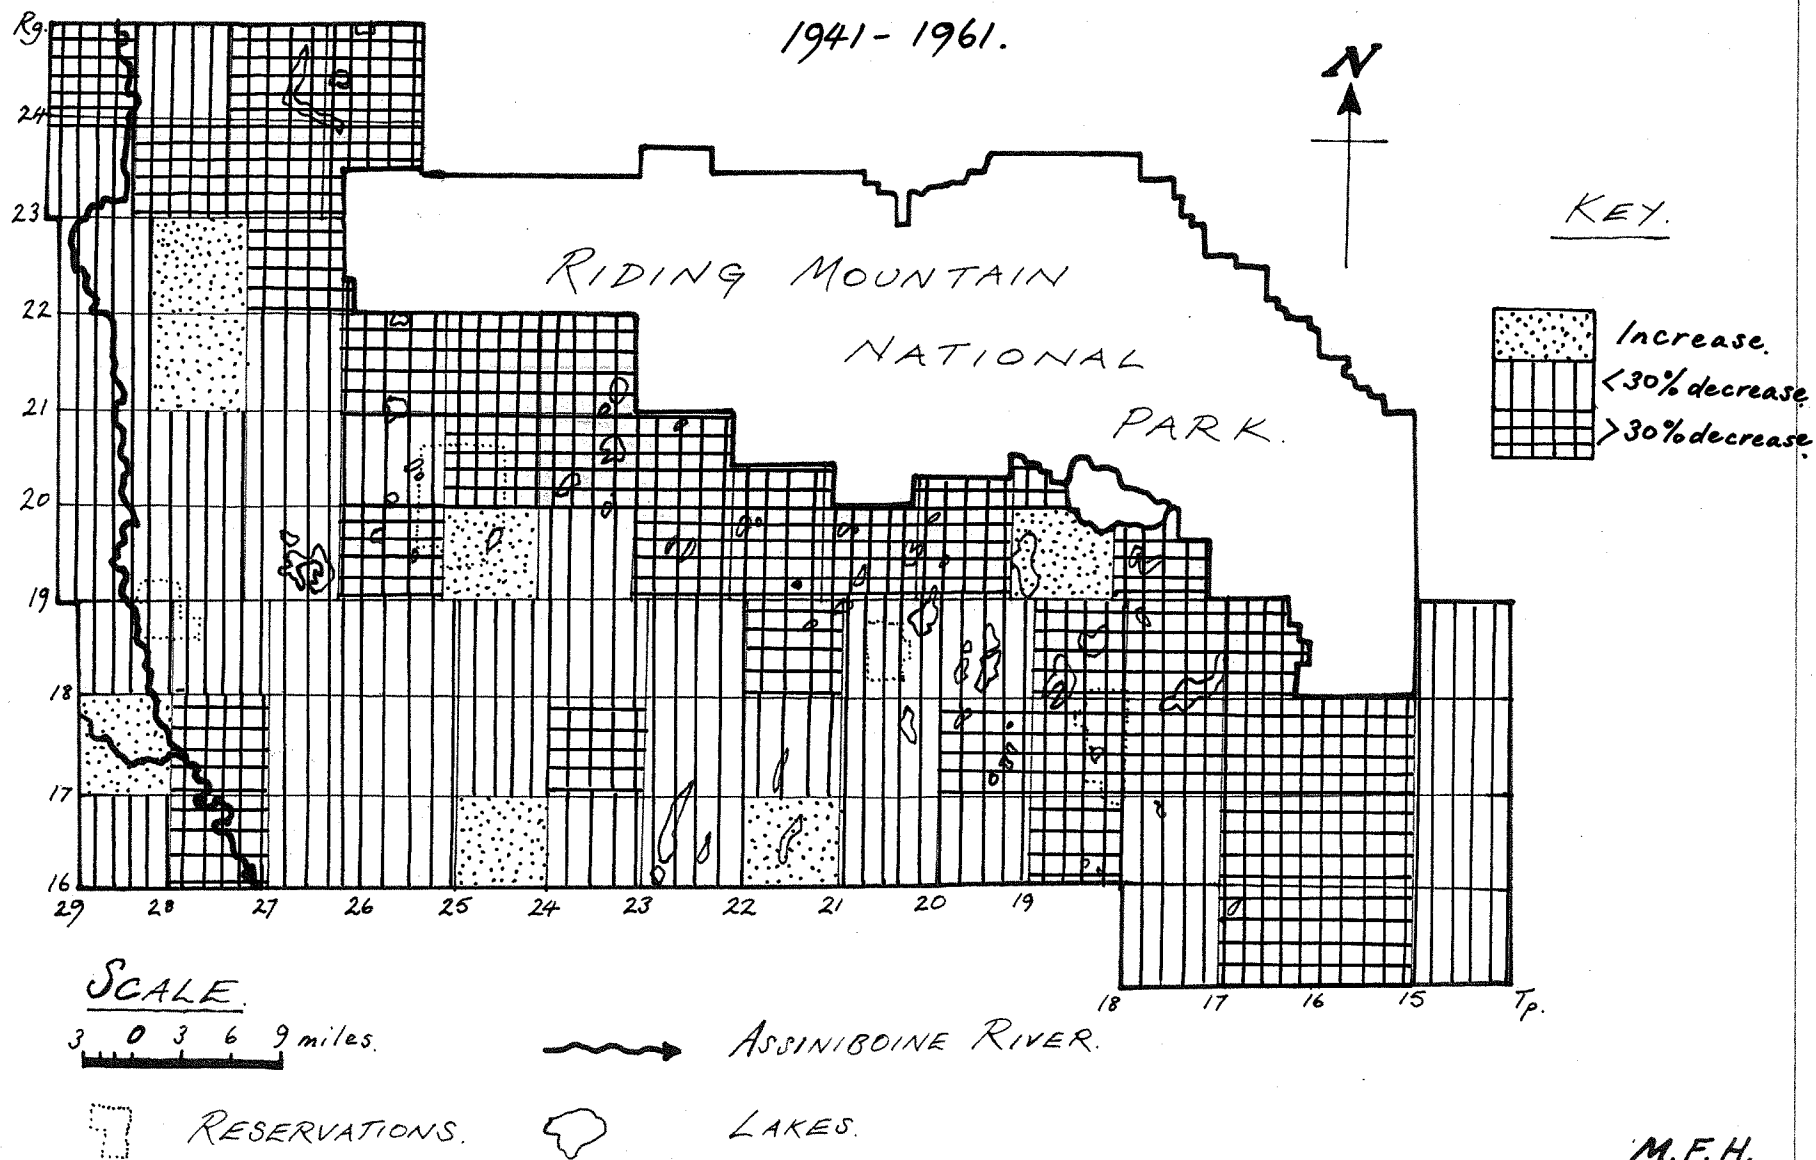 1941 - 1961.
Rg.
N
24
23
22
21
20
19
18
17
16
RIDING MOUNTAIN
NATIONAL
PARK.
KEY.
Increase.
<30% decrease.
>30% decrease.
29 28 27 26 25 24 23 22 21 20 19
18 17 16 15 Tp.
SCALE.
3 0 3 6 9 miles.
ASSINIBOINE RIVER.
RESERVATIONS.
LAKES.
M.F.H.